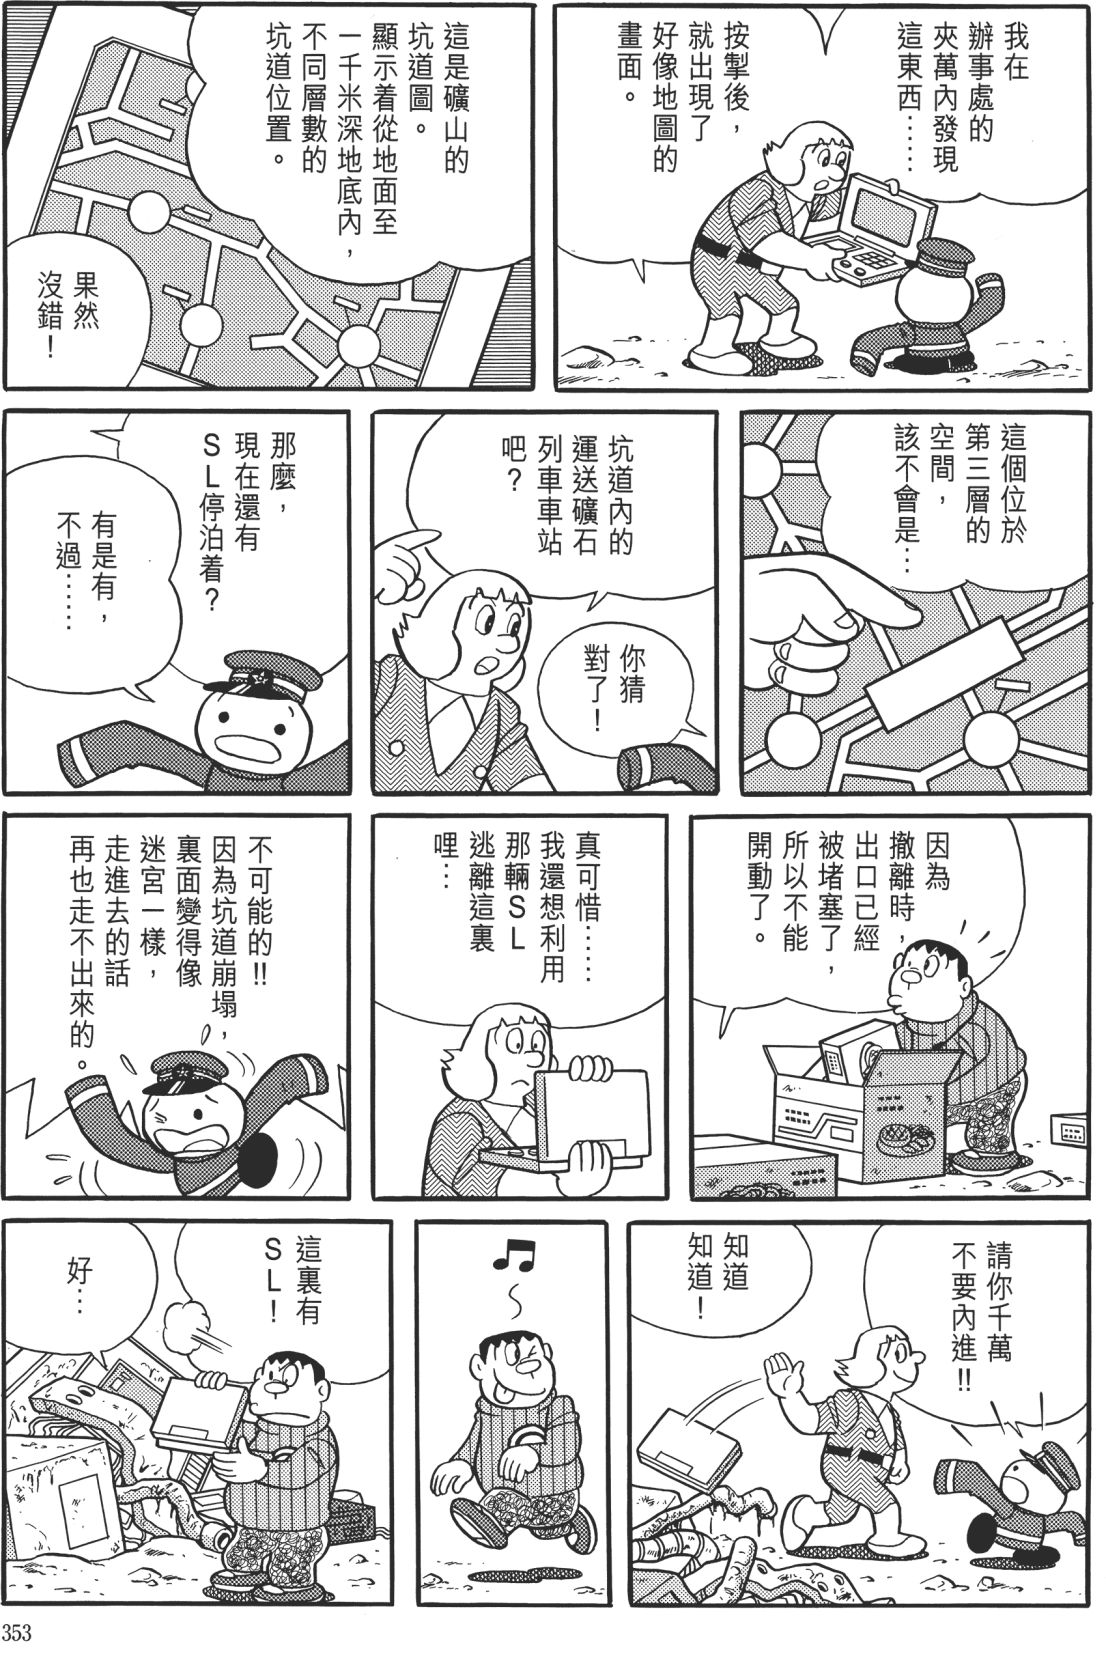 我在
辦事處的
夾萬內發現
這東西……
按掣後，
就出現了
好像地圖的
畫面。
這是礦山的
坑道圖。
顯示着從地面至
一千米深地底內，
不同層數的
坑道位置。
果然
沒錯！
這個位於
第三層的
空間，
該不會是…
坑道內的
運送礦石
列車車站
吧？
你猜
對了！
那麼，
現在還有
SL停泊着？
有是有，
不過……
因為
撤離時，
出口已經
被堵塞了，
所以不能
開動了。
真可惜……
我還想利用
那輛SL
逃離這裏
哩…
不可能的!!
因為坑道崩塌，
裏面變得像
迷宮一樣，
走進去的話
再也走不出來的。
請你千萬
不要內進!!
知道
知道！
這裏有
SL！
好…
353